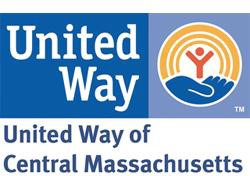 United
Way
TM
United Way of
Central Massachusetts